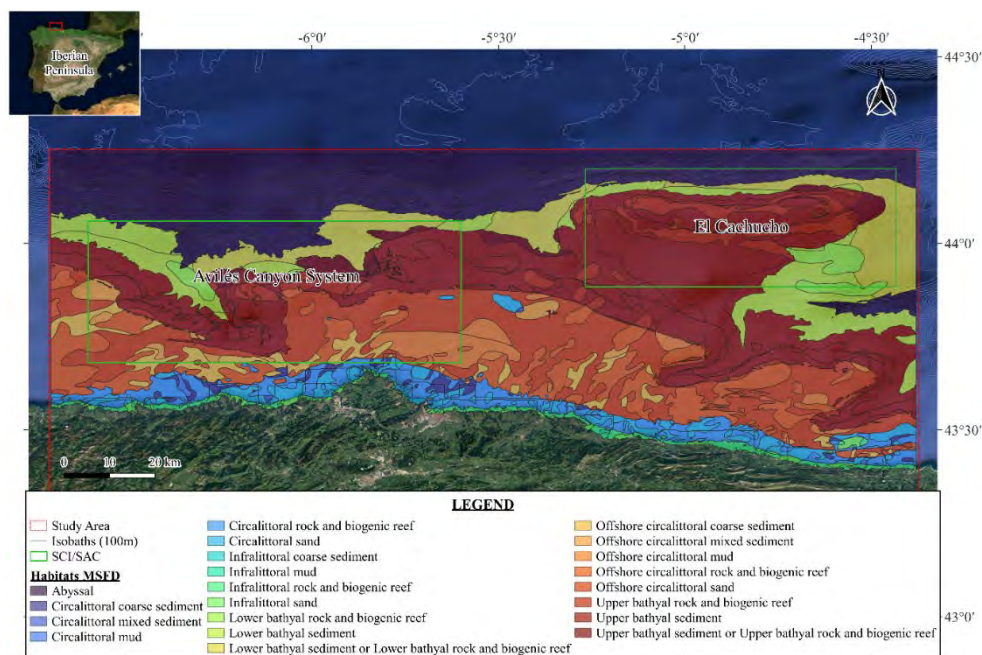 Iberian
Peninsula
-6°0'
-5°30'
-5°0'
-4°30'
44°30'
N
El Cachucho
44°0'
Avilés Canyon
System
43°30'
0 10 20 km
LEGEND
Study Area
Isobaths (100m)
SCI/SAC
Habitats MSFD
Abyssal
Circalittoral coarse sediment
Circalittoral mixed sediment
Circalittoral mud
Circalittoral rock and biogenic reef
Circalittoral sand
Infralittoral coarse sediment
Infralittoral mud
Infralittoral rock and biogenic reef
Infralittoral sand
Lower bathyal rock and biogenic reef
Lower bathyal sediment
Lower bathyal sediment or Lower bathyal rock and biogenic reef
Offshore circalittoral coarse sediment
Offshore circalittoral mixed sediment
Offshore circalittoral mud
Offshore circalittoral rock and biogenic reef
Offshore circalittoral sand
Upper bathyal rock and biogenic reef
Upper bathyal sediment
Upper bathyal sediment or Upper bathyal rock and biogenic reef
43°0'